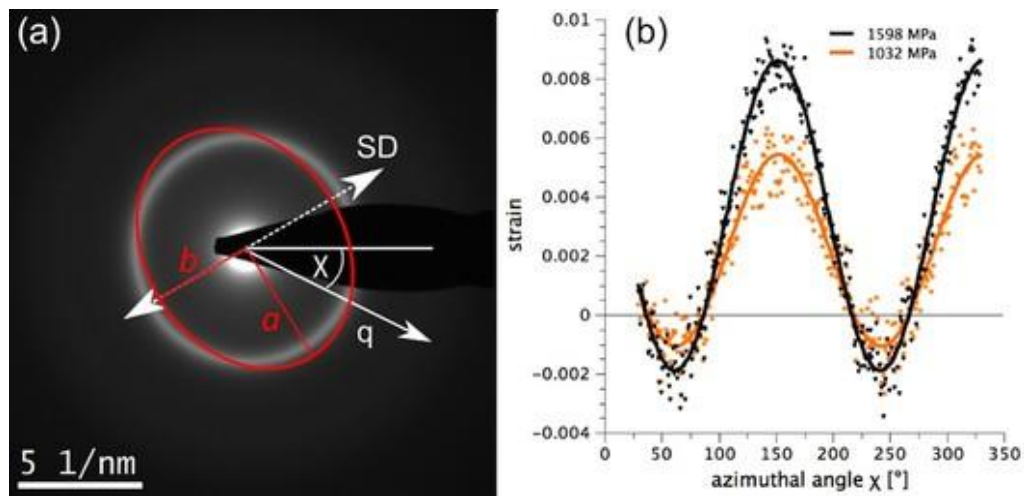 (a)
SD
b
χ
a
q
5 1/nm
(b)
1598 MPa
1032 MPa
0.01
0.008
0.006
0.004
0.002
0
−0.002
−0.004
strain
0 50 100 150 200 250 300 350
azimuthal angle χ [°]